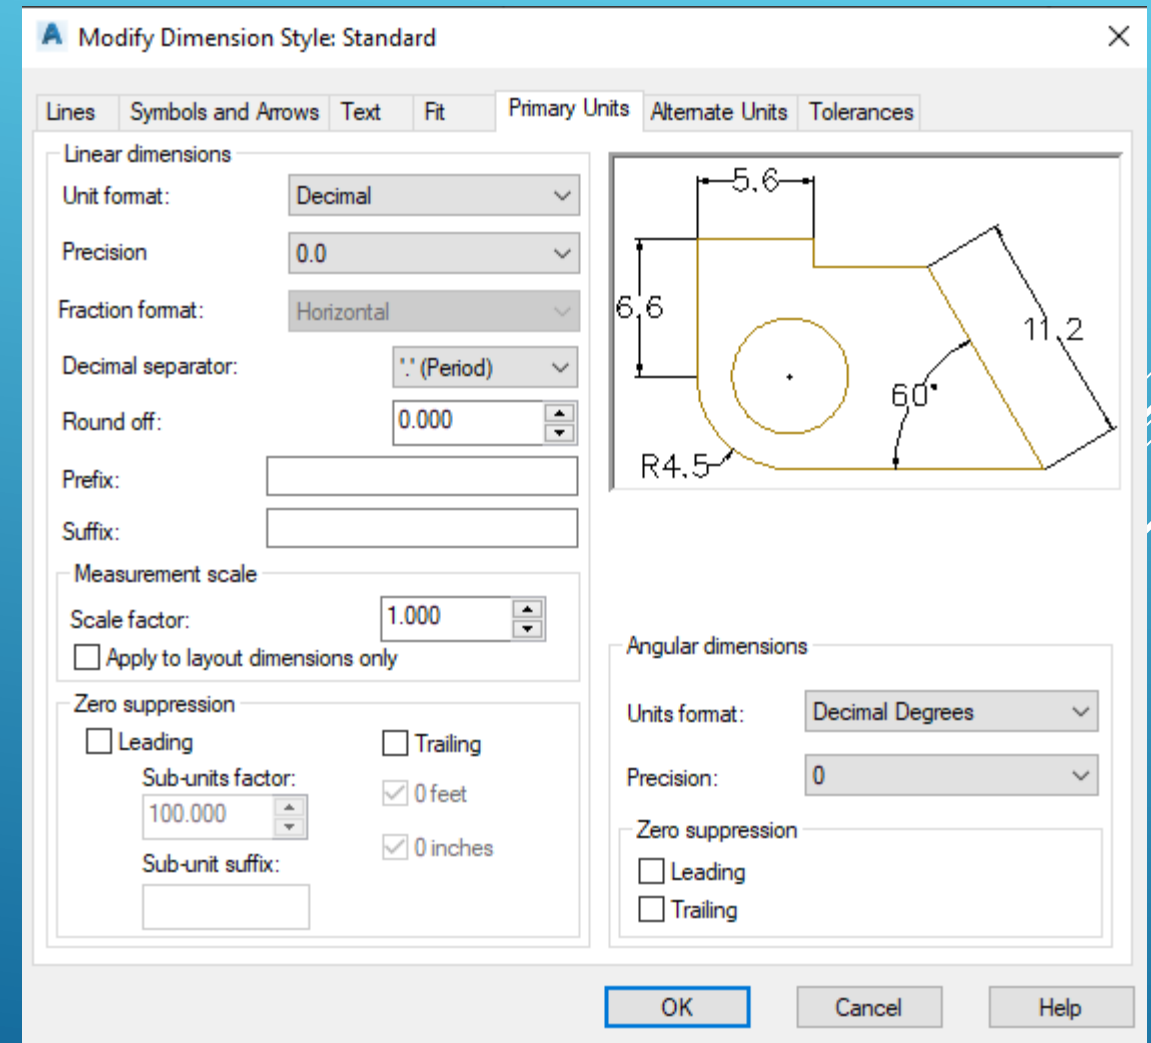 Modify Dimension Style: Standard
Lines Symbols and Arrows Text Fit Primary Units Alternate Units Tolerances
Linear dimensions
Unit format: Decimal
Precision 0.0
Fraction format: Horizontal
Decimal separator: '.' (Period)
Round off: 0.000
Prefix:
Suffix:
Measurement scale
Scale factor: 1.000
Apply to layout dimensions only
Zero suppression
Leading
Trailing
Sub-units factor:
100.000
0 feet
0 inches
Sub-unit suffix:
5.6
6.6
11.2
60°
R4.5
Angular dimensions
Units format: Decimal Degrees
Precision: 0
Zero suppression
Leading
Trailing
OK Cancel Help